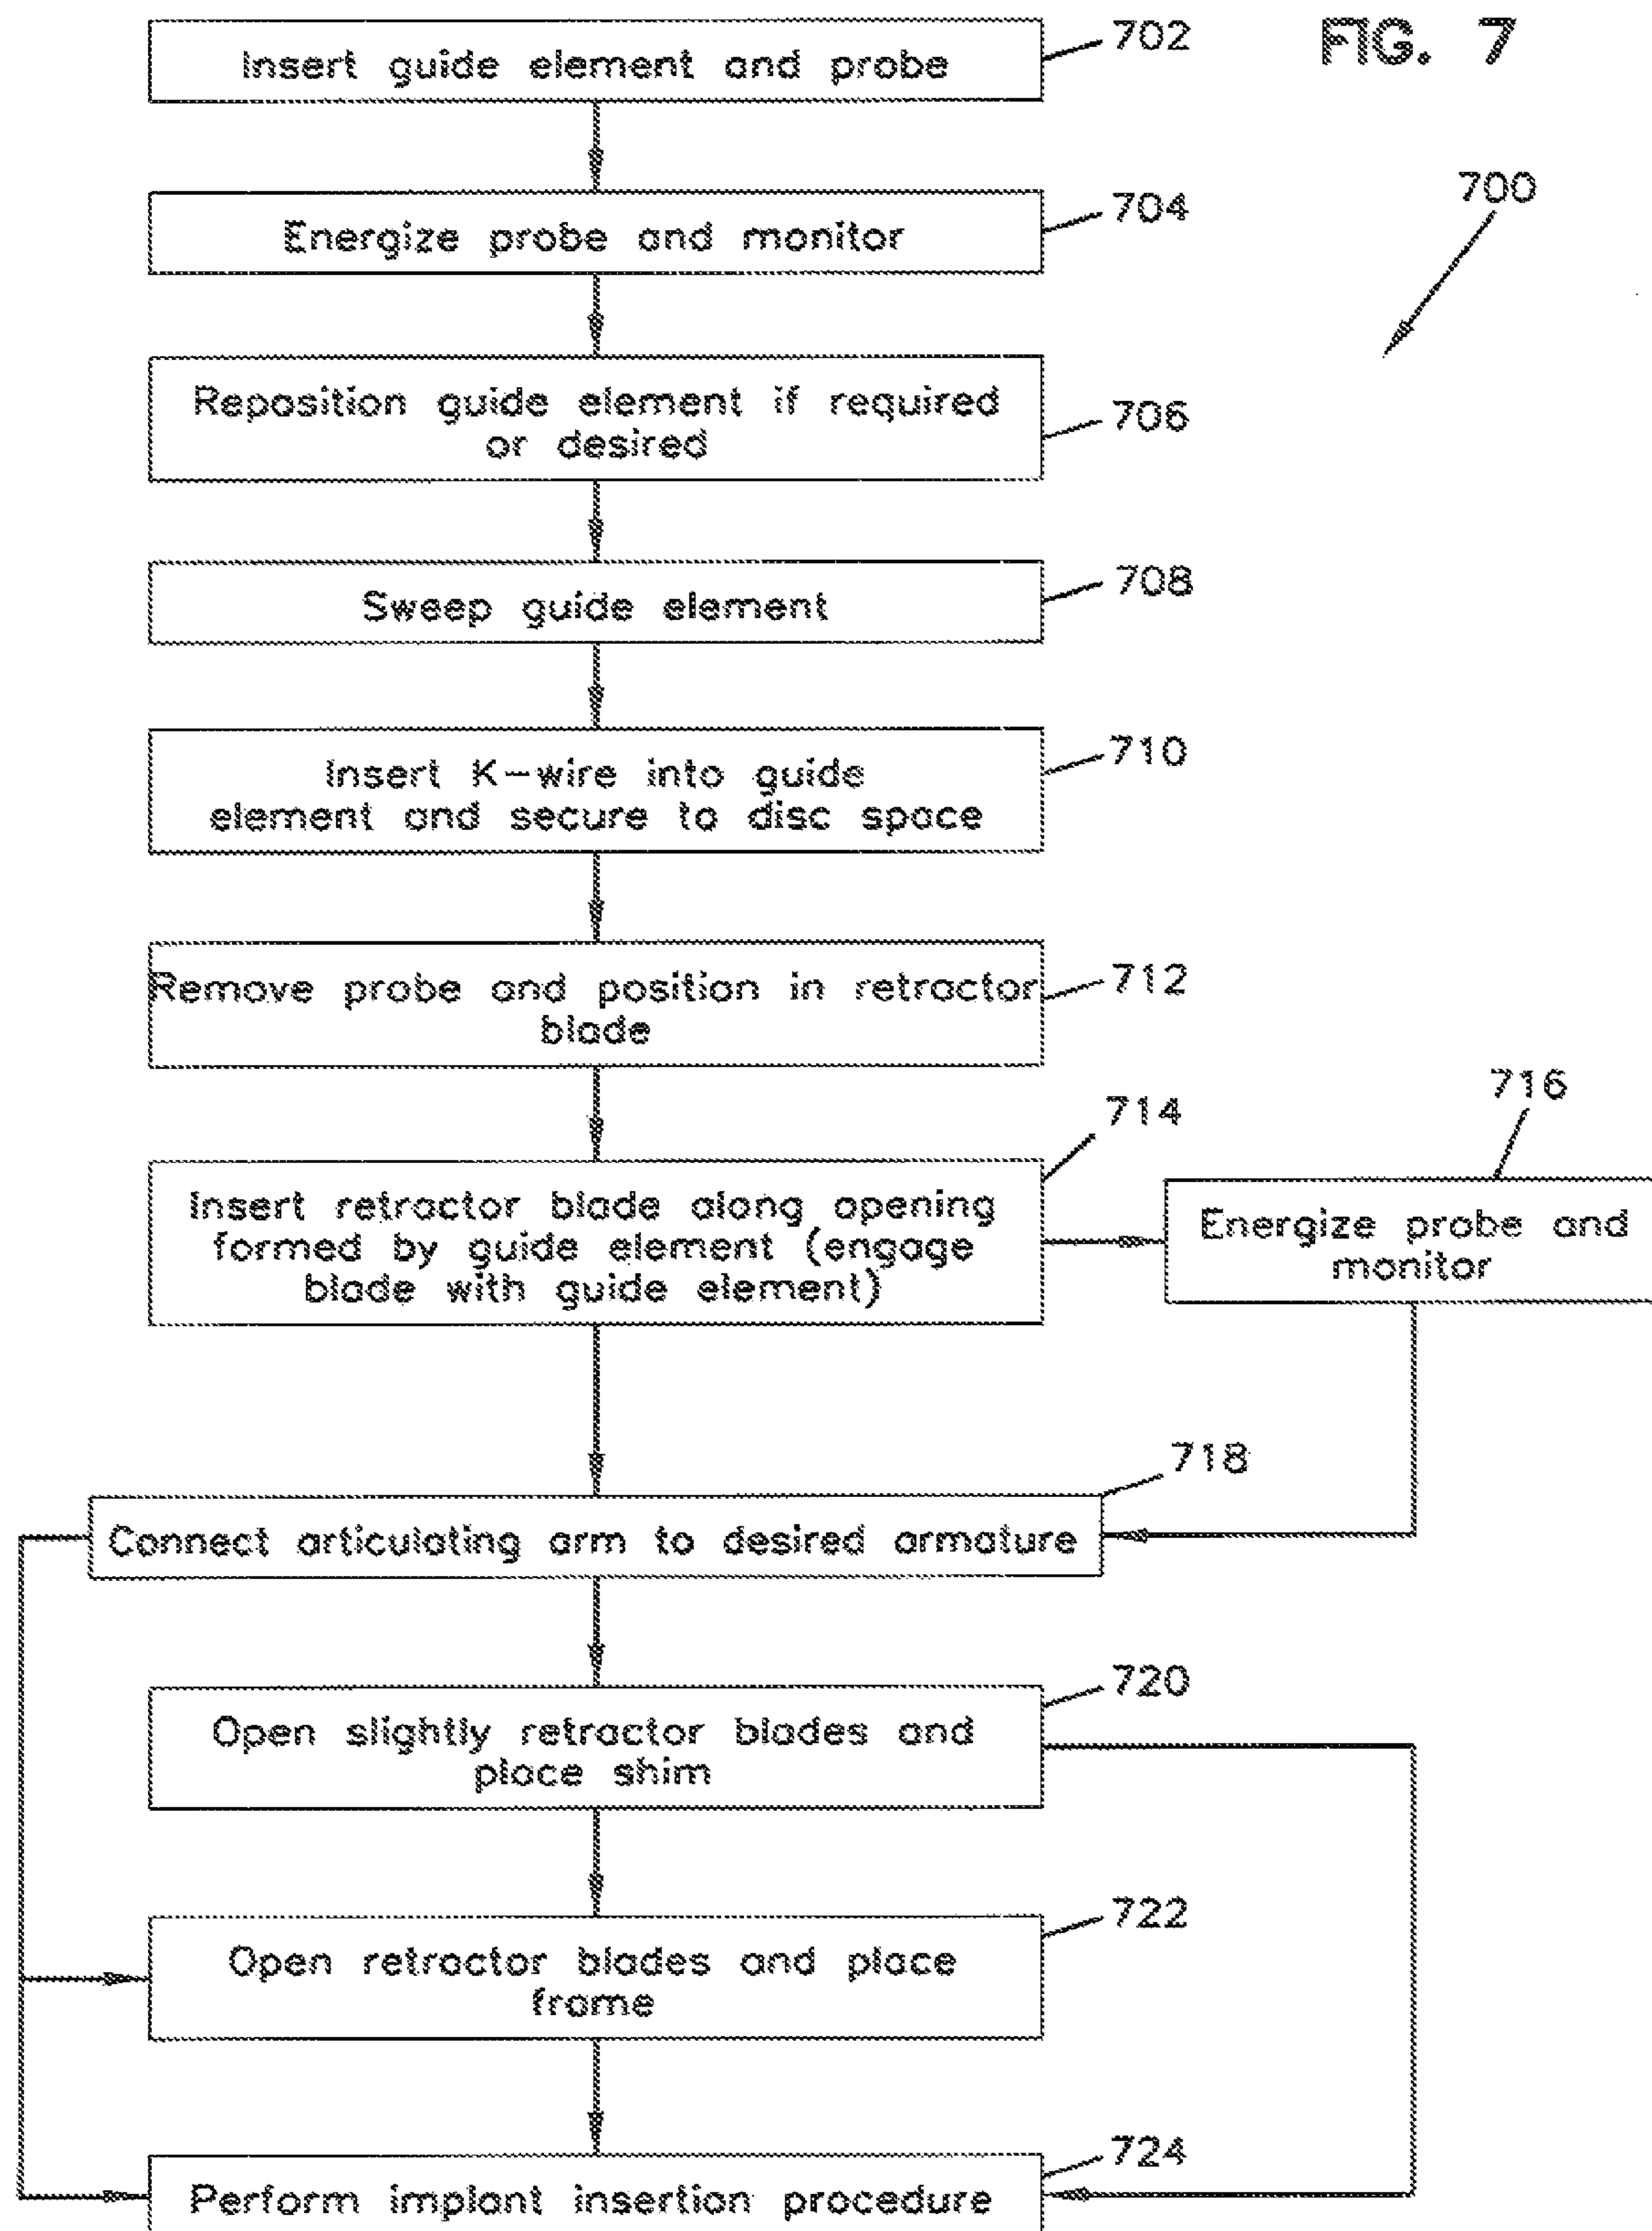 FIG. 7
700
702
Insert guide element and probe
704
Energize probe and monitor
706
Reposition guide element if required
or desired
708
Sweep guide element
710
Insert K-wire into guide
element and secure to disc space
712
Remove probe and position in retractor
blade
714
Insert retractor blade along opening
formed by guide element (engage
blade with guide element)
716
Energize probe and
monitor
718
Connect articulating arm to desired armature
720
Open slightly retractor blades and
place shim
722
Open retractor blades and place
frame
724
Perform implant insertion procedure